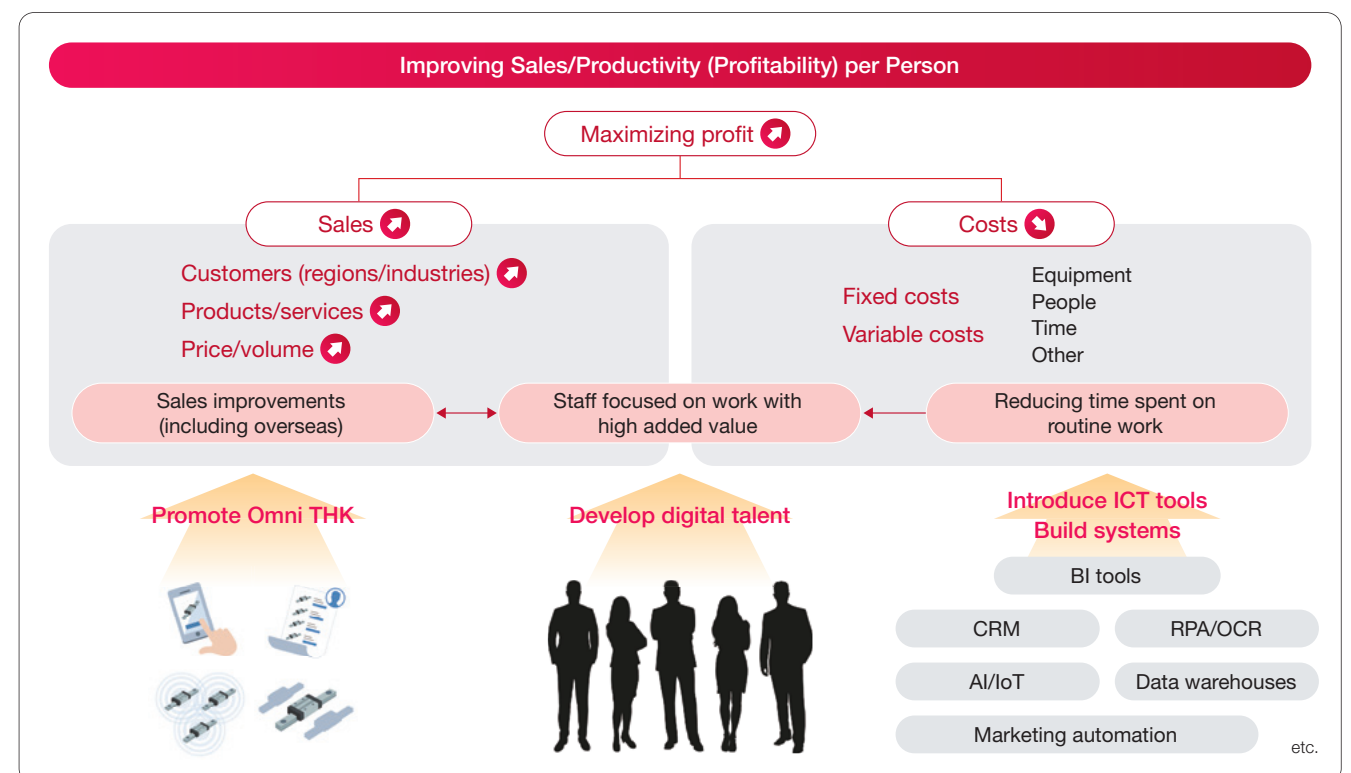 Improving Sales/Productivity (Profitability) per Person
Maximizing profit
Sales
Customers (regions/industries)
Products/services
Price/volume
Costs
Fixed costs
Variable costs
Equipment
People
Time
Other
Sales improvements
(including overseas)
Staff focused on work with
high added value
Reducing time spent on
routine work
Promote Omni THK
Develop digital talent
Introduce ICT tools
Build systems
BI tools
CRM
RPA/OCR
AI/IoT
Data warehouses
Marketing automation
etc.